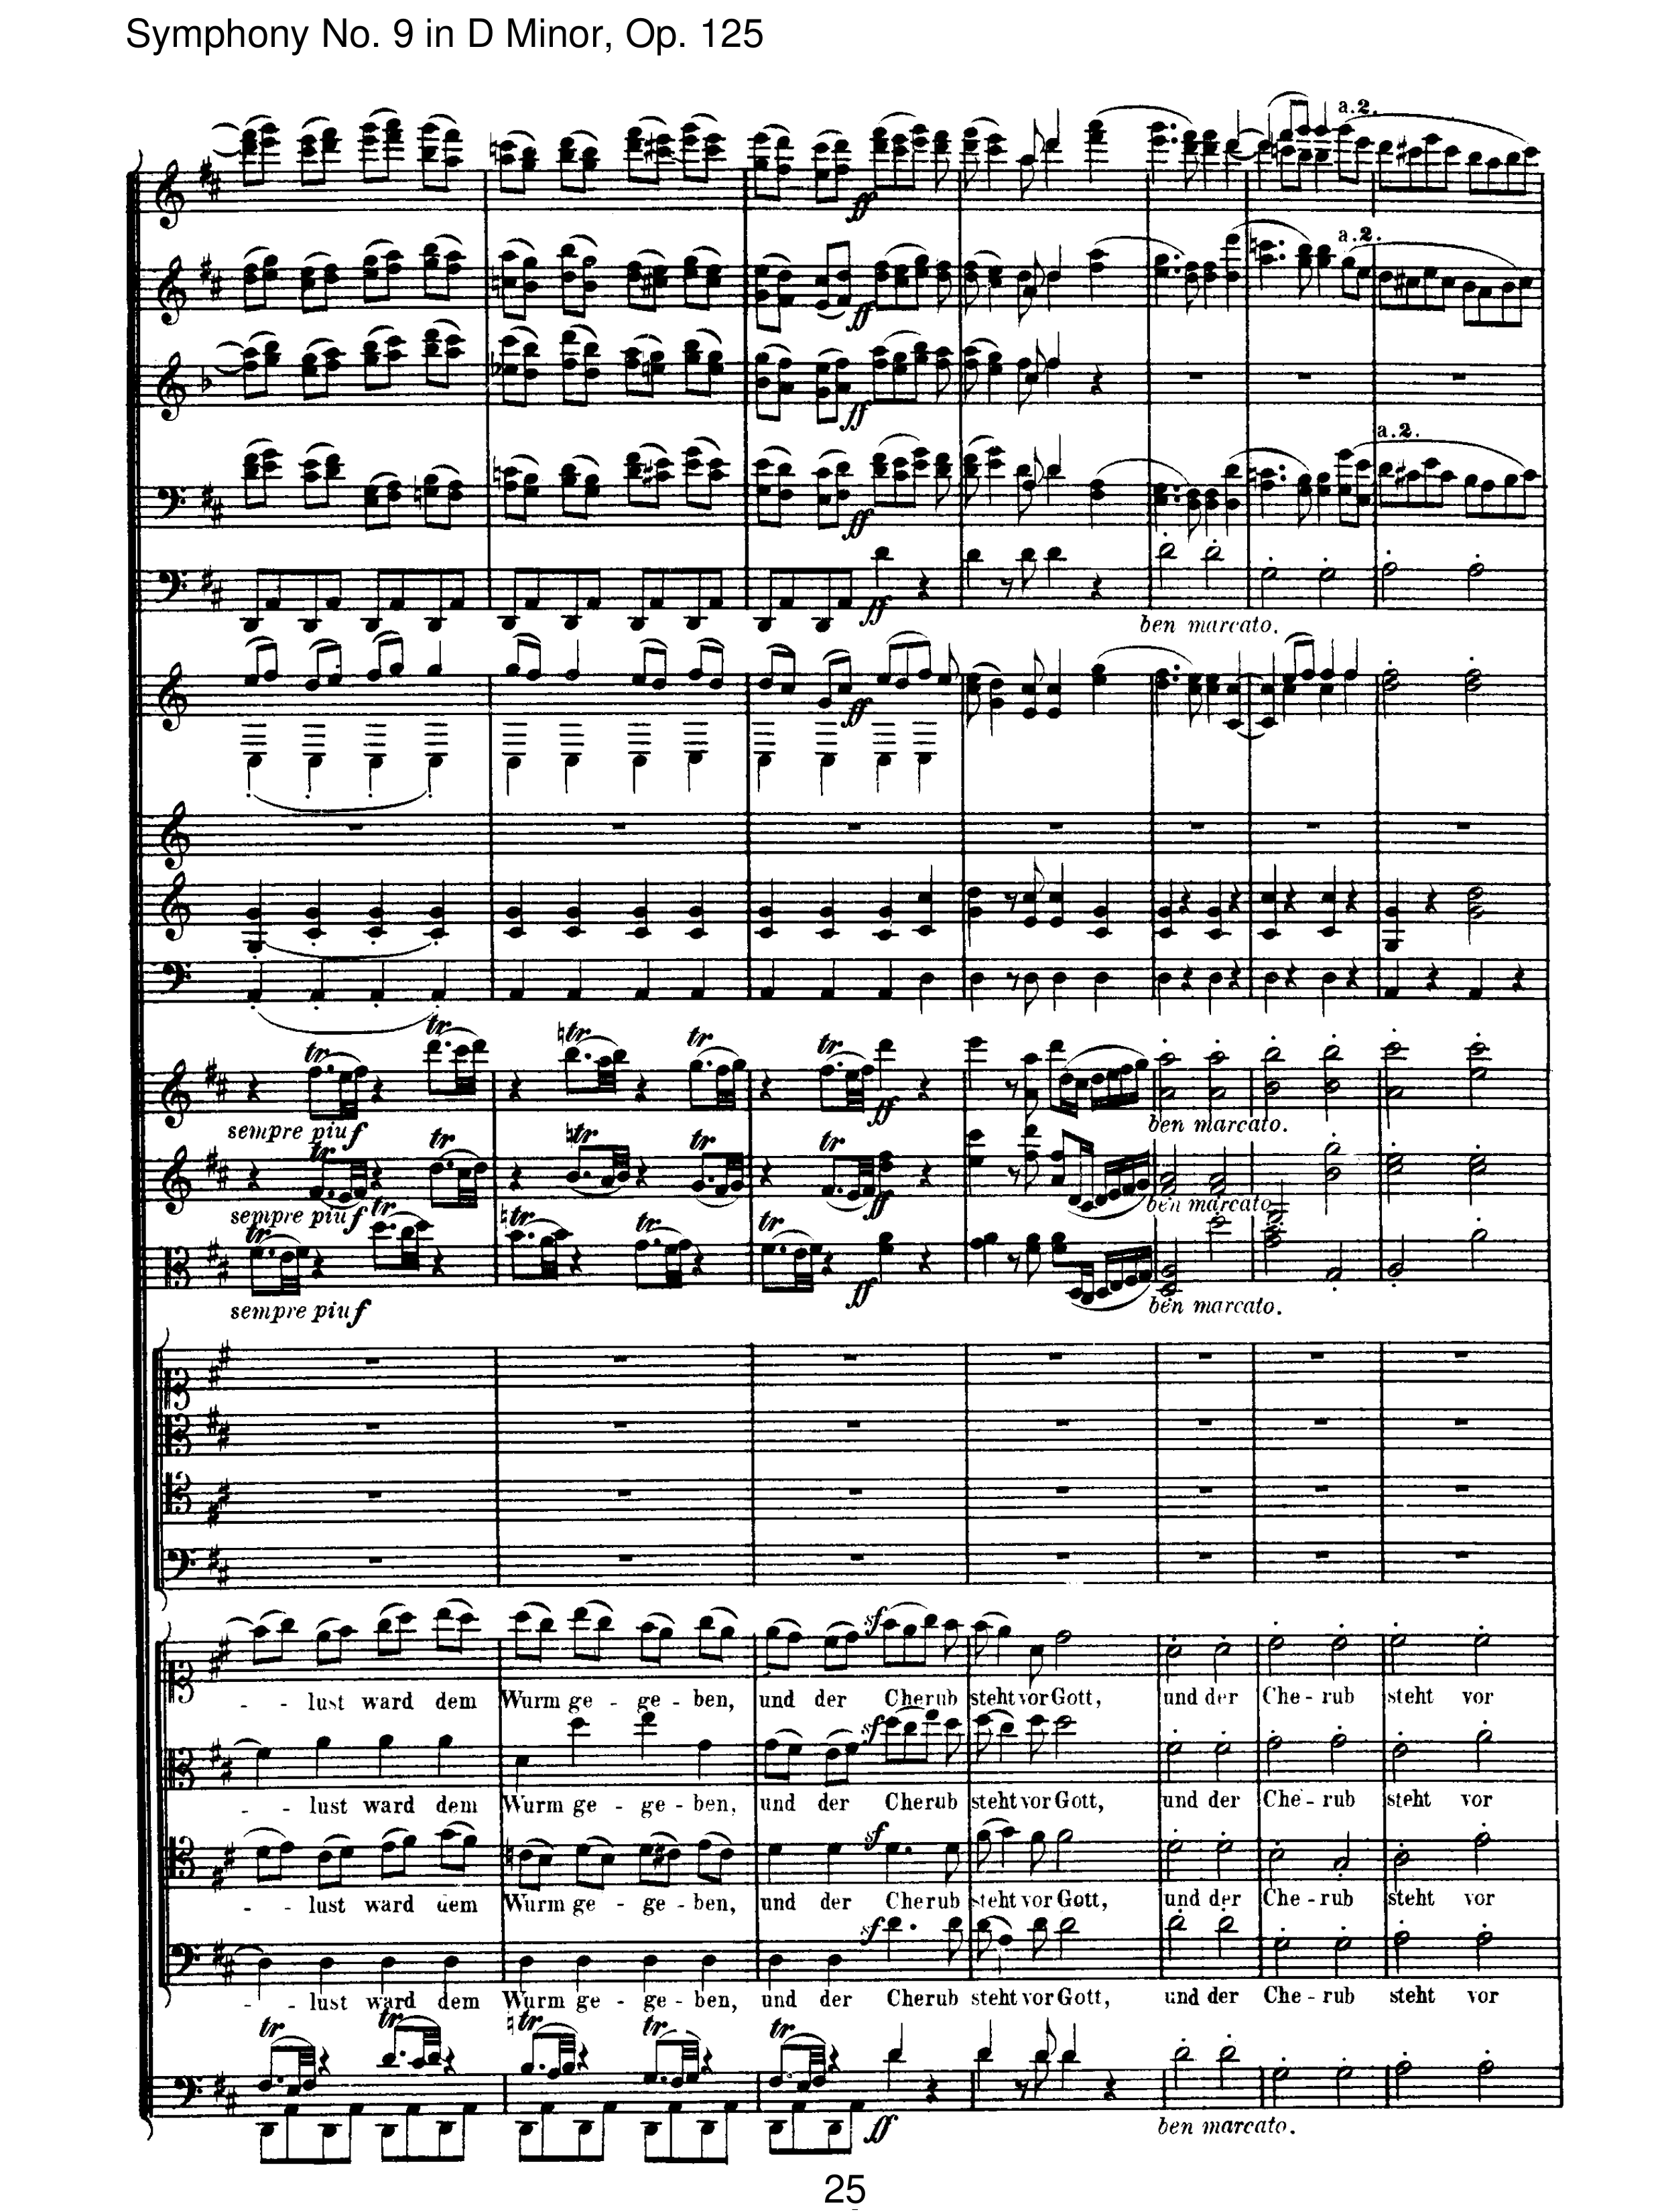 Symphony No. 9 in D Minor, Op. 125
a.2.
ff
a.2.
ff
ff
a.2.
ff
ff
ben marcato.
ff
tr tr tr tr tr
sempre più f
ff
ben marcato.
tr tr tr tr tr
sempre più f
ff
ben marcato.
tr tr tr tr tr
sempre più f
ff
ben marcato.
sf
- - lust ward dem Wurm ge - ge - ben, und der Cherub steht vor Gott, und der Che - rub steht vor
sf
- - lust ward dem Wurm ge - ge - ben, und der Cherub steht vor Gott, und der Che - rub steht vor
sf
- - lust ward dem Wurm ge - ge - ben, und der Cherub steht vor Gott, und der Che - rub steht vor
sf
- - lust ward dem Wurm ge - ge - ben, und der Cherub steht vor Gott, und der Che - rub steht vor
tr tr tr tr tr
ff
ben marcato.
25